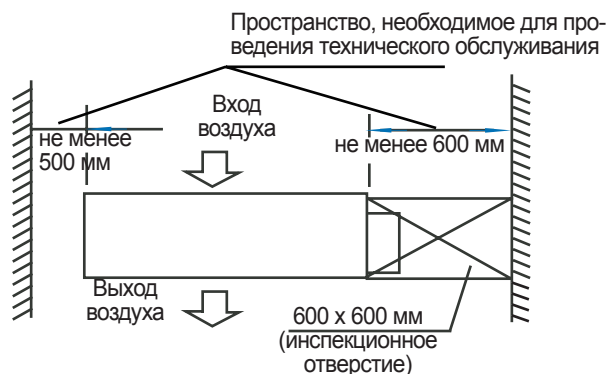 Пространство, необходимое для про-
ведения технического обслуживания
Вход
воздуха
не менее
500 мм
не менее 600 мм
Выход
воздуха
600 x 600 мм
(инспекционное
отверстие)